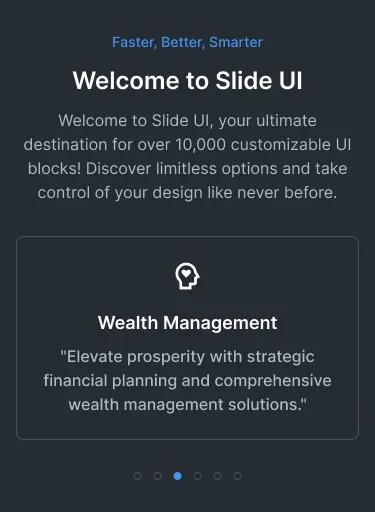 Faster, Better, Smarter
Welcome to Slide UI
Welcome to Slide UI, your ultimate
destination for over 10,000 customizable UI
blocks! Discover limitless options and take
control of your design like never before.
Wealth Management
"Elevate prosperity with strategic
financial planning and comprehensive
wealth management solutions."